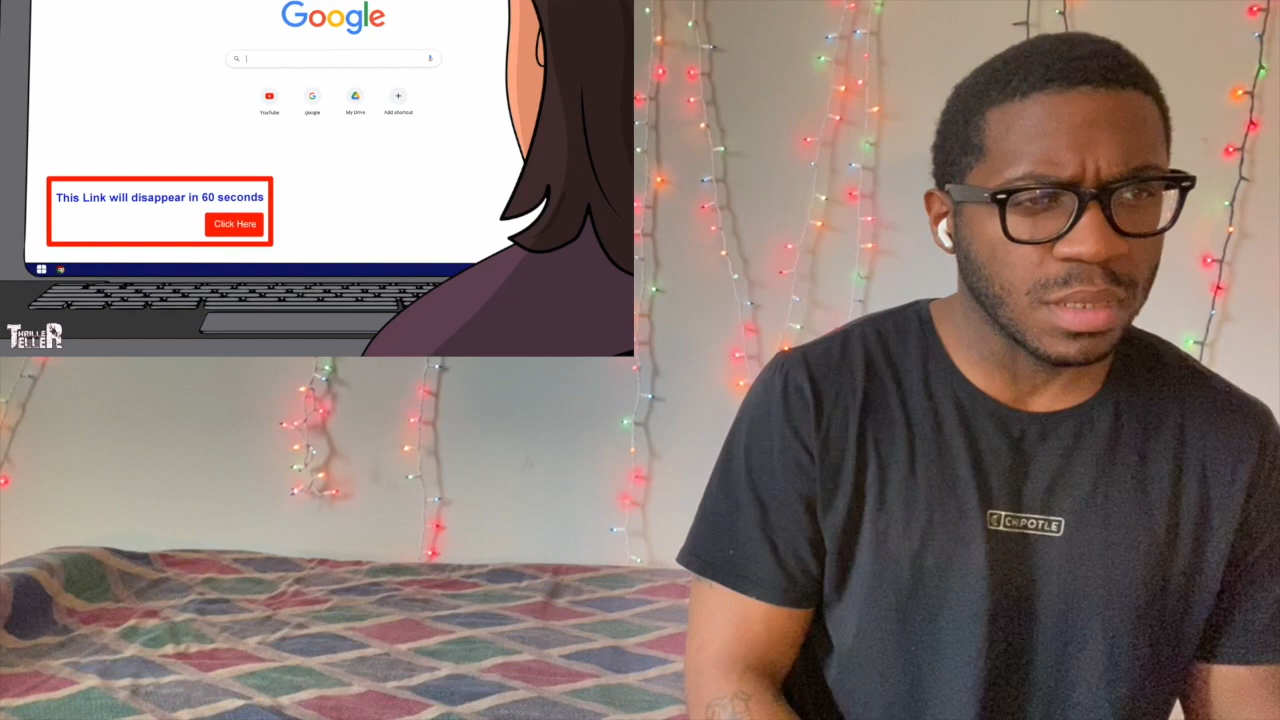 Google
YouTube
google
My Drive
Add shortcut
This Link will disappear in 60 seconds
Click Here
THRILLER
TELLER
CHIPOTLE